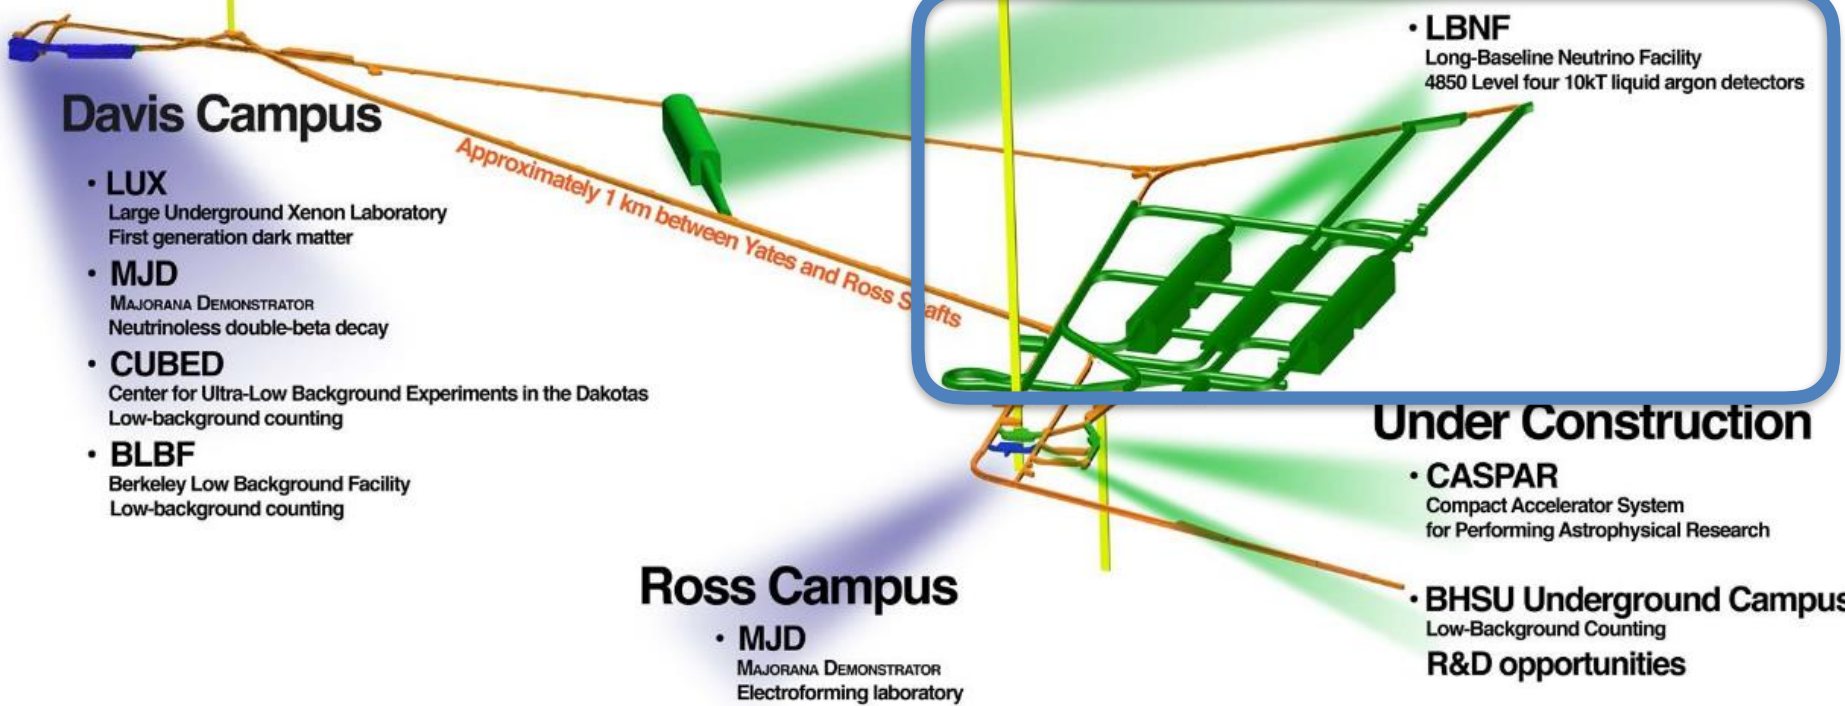 • LBNF
Long-Baseline Neutrino Facility
4850 Level four 10kT liquid argon detectors
Davis Campus
• LUX
Large Underground Xenon Laboratory
First generation dark matter
• MJD
MAJORANA DEMONSTRATOR
Neutrinoless double-beta decay
• CUBED
Center for Ultra-Low Background Experiments in the Dakotas
Low-background counting
• BLBF
Berkeley Low Background Facility
Low-background counting
Approximately 1 km between Yates and Ross Shafts
Under Construction
• CASPAR
Compact Accelerator System
for Performing Astrophysical Research
• BHSU Underground Campus
Low-Background Counting
R&D opportunities
Ross Campus
• MJD
MAJORANA DEMONSTRATOR
Electroforming laboratory